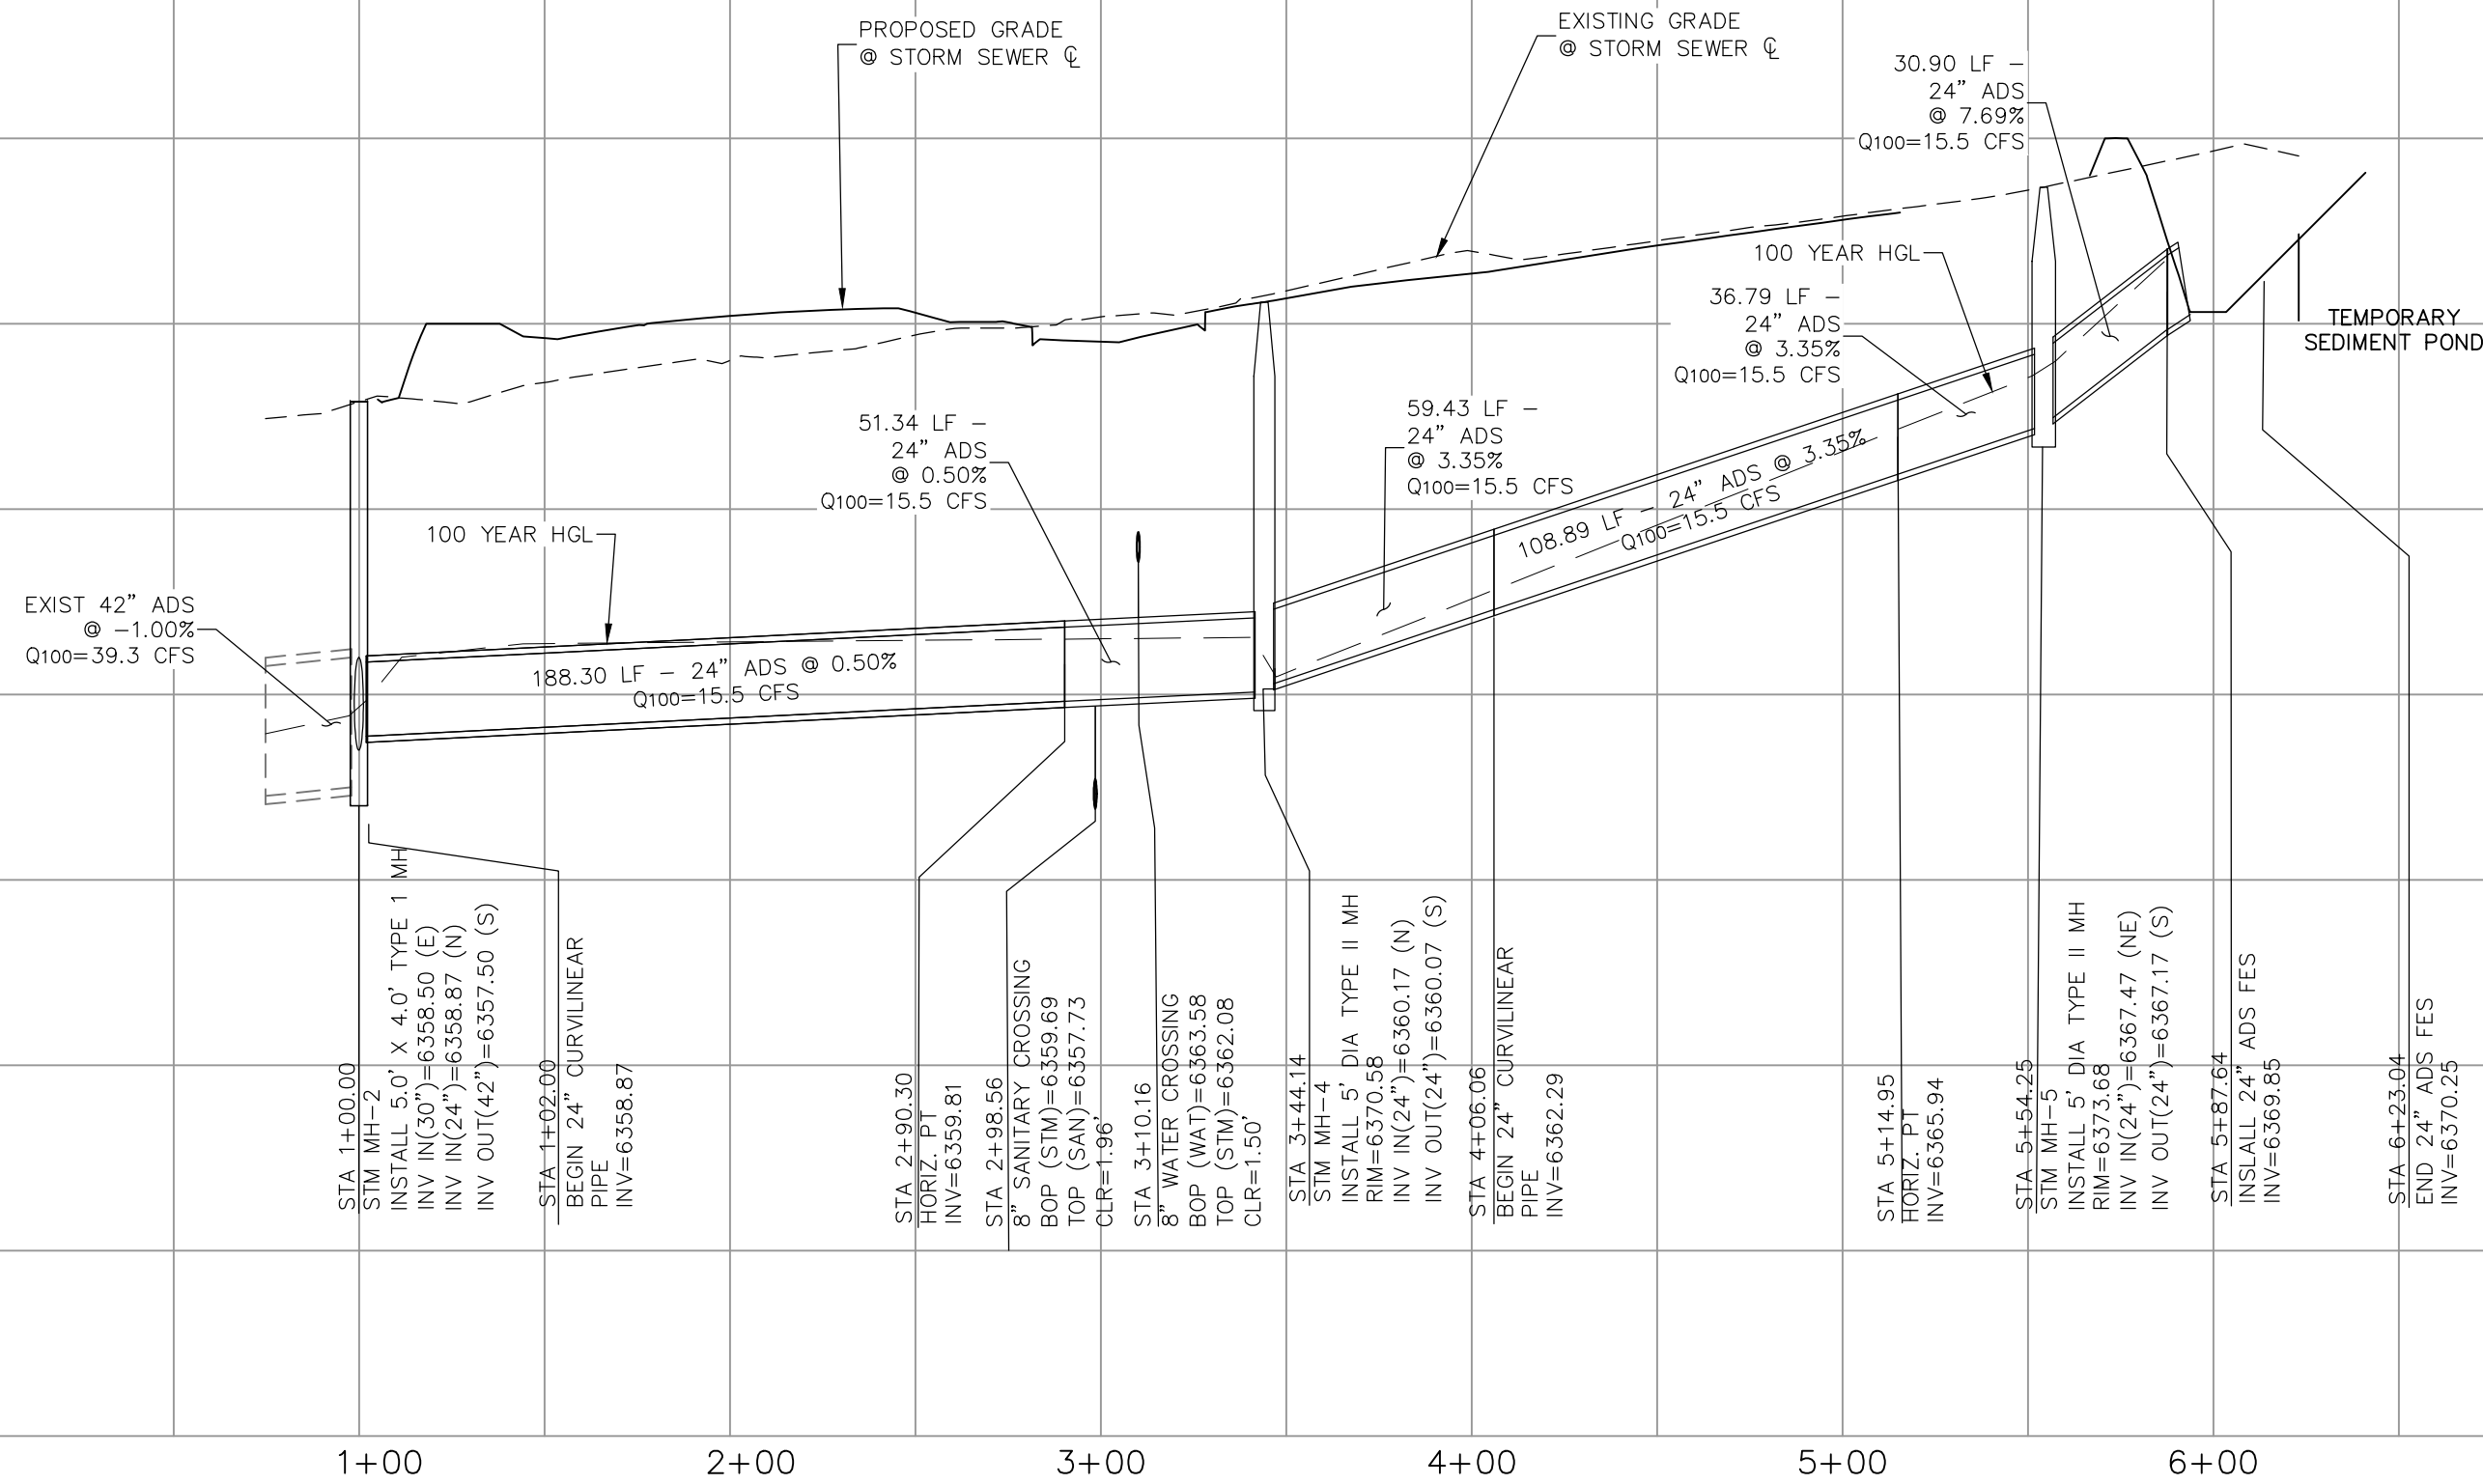 PROPOSED GRADE
@ STORM SEWER ℄
EXISTING GRADE
@ STORM SEWER ℄
30.90 LF –
24" ADS
@ 7.69%
Q100=15.5 CFS
100 YEAR HGL
36.79 LF –
24" ADS
@ 3.35%
Q100=15.5 CFS
TEMPORARY
SEDIMENT POND
51.34 LF –
24" ADS
@ 0.50%
Q100=15.5 CFS
59.43 LF –
24" ADS
@ 3.35%
Q100=15.5 CFS
108.89 LF – 24" ADS @ 3.35%
Q100=15.5 CFS
100 YEAR HGL
EXIST 42" ADS
@ –1.00%
Q100=39.3 CFS
188.30 LF – 24" ADS @ 0.50%
Q100=15.5 CFS
STA 1+00.00
STM MH-2
INSTALL 5.0' X 4.0' TYPE 1 MH
INV IN(30")=6358.50 (E)
INV IN(24")=6358.87 (N)
INV OUT(42")=6357.50 (S)
STA 1+02.00
BEGIN 24" CURVILINEAR
PIPE
INV=6358.87
STA 2+90.30
HORIZ. PT
INV=6359.81
STA 2+98.56
8" SANITARY CROSSING
BOP (STM)=6359.69
TOP (SAN)=6357.73
CLR=1.96'
STA 3+10.16
8" WATER CROSSING
BOP (WAT)=6363.58
TOP (STM)=6362.08
CLR=1.50'
STA 3+44.14
STM MH-4
INSTALL 5' DIA TYPE II MH
RIM=6370.58
INV IN(24")=6360.17 (N)
INV OUT(24")=6360.07 (S)
STA 4+06.06
BEGIN 24" CURVILINEAR
PIPE
INV=6362.29
STA 5+14.95
HORIZ. PT
INV=6365.94
STA 5+54.25
STM MH-5
INSTALL 5' DIA TYPE II MH
RIM=6373.68
INV IN(24")=6367.47 (NE)
INV OUT(24")=6367.17 (S)
STA 5+87.64
INSLALL 24" ADS FES
INV=6369.85
STA 6+23.04
END 24" ADS FES
INV=6370.25
1+00
2+00
3+00
4+00
5+00
6+00